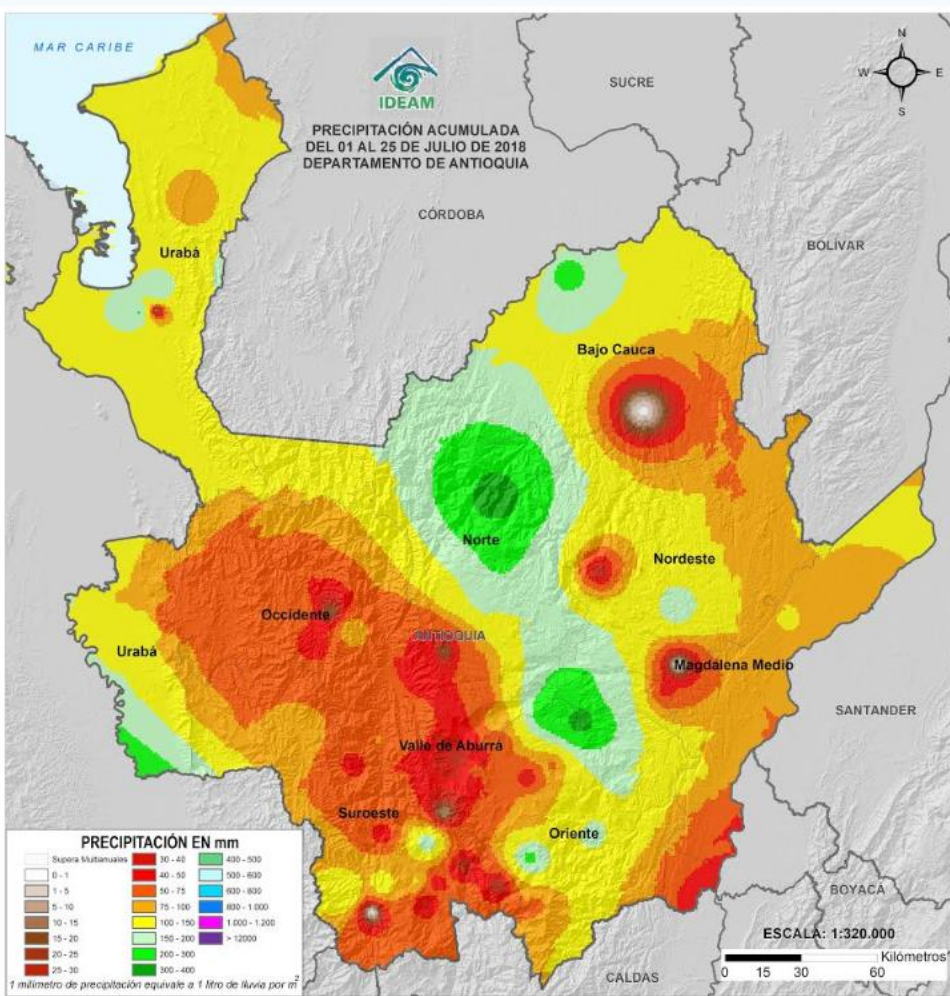 MAR CARIBE
IDEAM
PRECIPITACIÓN ACUMULADA
DEL 01 AL 25 DE JULIO DE 2018
DEPARTAMENTO DE ANTIOQUIA
N
W
E
S
SUCRE
CÓRDOBA
BOLÍVAR
Urabá
Bajo Cauca
Norte
Nordeste
Occidente
ANTIOQUIA
Urabá
Magdalena Medio
SANTANDER
Valle de Aburrá
Suroeste
Oriente
BOYACÁ
CALDAS
PRECIPITACIÓN EN mm
Supera Multianuales
0 - 1
1 - 5
5 - 10
10 - 15
15 - 20
20 - 25
25 - 30
30 - 40
40 - 50
50 - 75
75 - 100
100 - 150
150 - 200
200 - 300
300 - 400
400 - 500
500 - 600
600 - 800
800 - 1.000
1.000 - 1.200
> 12000
1 milímetro de precipitación equivale a 1 litro de lluvia por m²
ESCALA: 1:320.000
Kilómetros
0 15 30 60